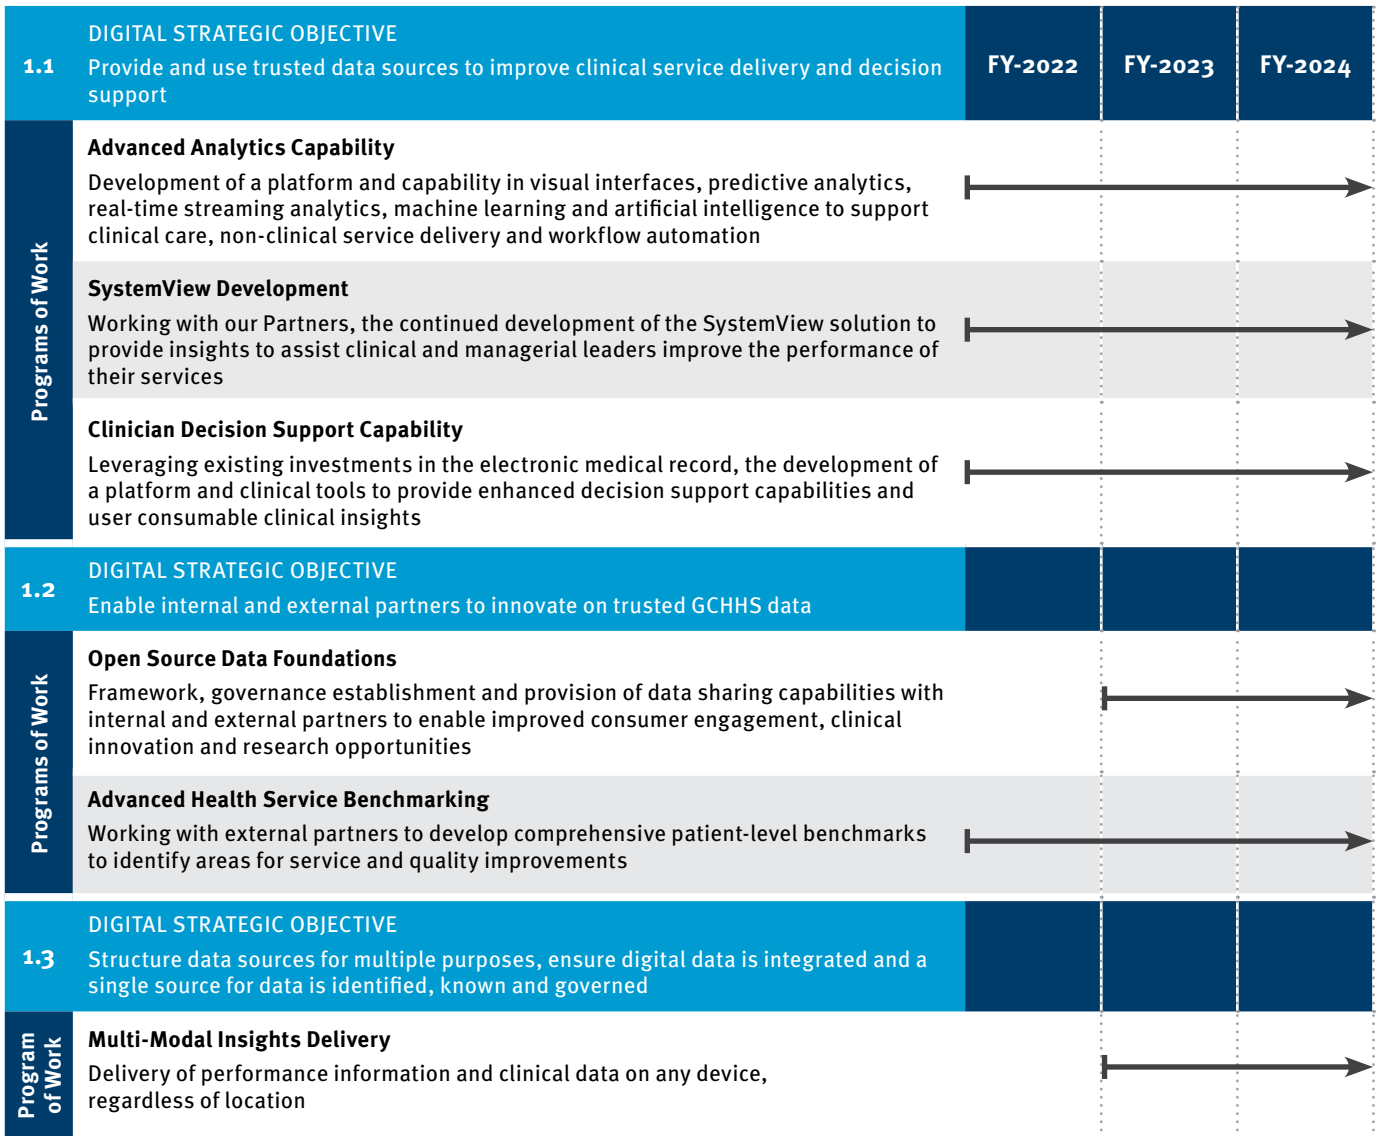 1.1
DIGITAL STRATEGIC OBJECTIVE
Provide and use trusted data sources to improve clinical service delivery and decision
support
FY-2022
FY-2023
FY-2024
Programs of Work
Advanced Analytics Capability
Development of a platform and capability in visual interfaces, predictive analytics,
real-time streaming analytics, machine learning and artificial intelligence to support
clinical care, non-clinical service delivery and workflow automation
SystemView Development
Working with our Partners, the continued development of the SystemView solution to
provide insights to assist clinical and managerial leaders improve the performance of
their services
Clinician Decision Support Capability
Leveraging existing investments in the electronic medical record, the development of
a platform and clinical tools to provide enhanced decision support capabilities and
user consumable clinical insights
1.2
DIGITAL STRATEGIC OBJECTIVE
Enable internal and external partners to innovate on trusted GCHHS data
Programs of Work
Open Source Data Foundations
Framework, governance establishment and provision of data sharing capabilities with
internal and external partners to enable improved consumer engagement, clinical
innovation and research opportunities
Advanced Health Service Benchmarking
Working with external partners to develop comprehensive patient-level benchmarks
to identify areas for service and quality improvements
1.3
DIGITAL STRATEGIC OBJECTIVE
Structure data sources for multiple purposes, ensure digital data is integrated and a
single source for data is identified, known and governed
Program
of Work
Multi-Modal Insights Delivery
Delivery of performance information and clinical data on any device,
regardless of location